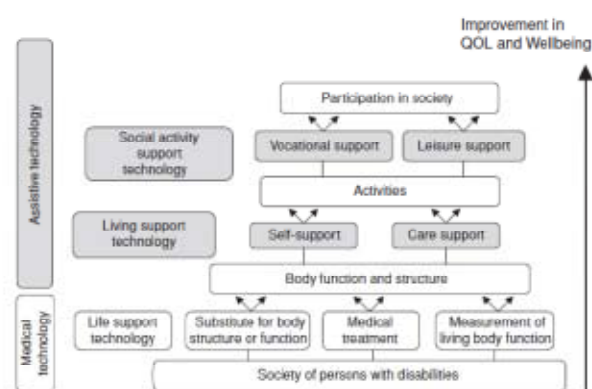 Improvement in
QOL and Wellbeing
Assistive technology
Participation in society
Social activity
support
technology
Vocational support
Leisure support
Activities
Living support
technology
Self-support
Care support
Body function and structure
Medical
technology
Life support
technology
Substitute for body
structure or function
Medical
treatment
Measurement of
living body function
Society of persons with disabilities